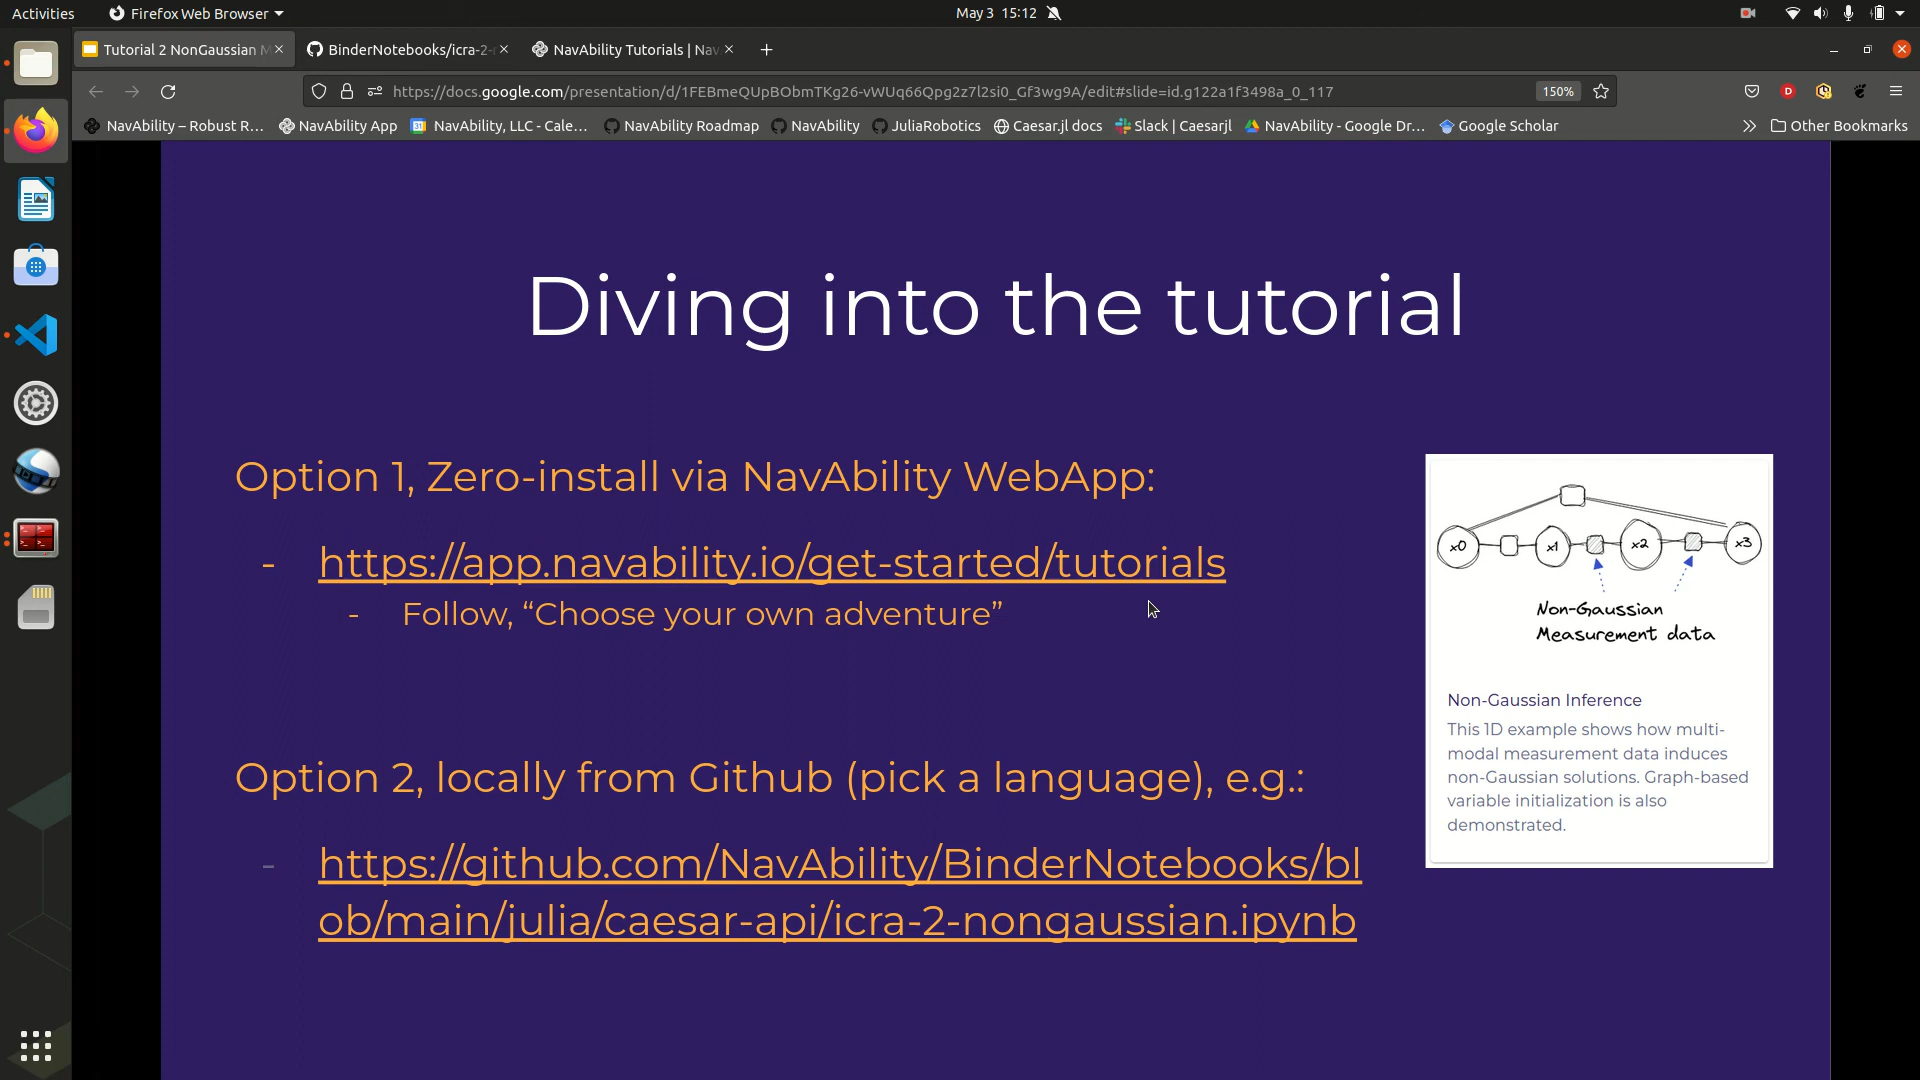 Activities
Firefox Web Browser
May 3 15:12
Tutorial 2 NonGaussian M
BinderNotebooks/icra-2-
NavAbility Tutorials | Nav
https://docs.google.com/presentation/d/1FEBmeQUpBObmTKg26-vWUq66Qpg2z7l2si0_Gf3wg9A/edit#slide=id.g122a1f3498a_0_117
150%
NavAbility – Robust R...
NavAbility App
NavAbility, LLC - Cale...
NavAbility Roadmap
NavAbility
JuliaRobotics
Caesar.jl docs
Slack | Caesarjl
NavAbility - Google Dr...
Google Scholar
Other Bookmarks
Diving into the tutorial
Option 1, Zero-install via NavAbility WebApp:
- https://app.navability.io/get-started/tutorials
- Follow, “Choose your own adventure”
Option 2, locally from Github (pick a language), e.g.:
- https://github.com/NavAbility/BinderNotebooks/bl
ob/main/julia/caesar-api/icra-2-nongaussian.ipynb
x0
x1
x2
x3
Non-Gaussian
Measurement data
Non-Gaussian Inference
This 1D example shows how multi-
modal measurement data induces
non-Gaussian solutions. Graph-based
variable initialization is also
demonstrated.